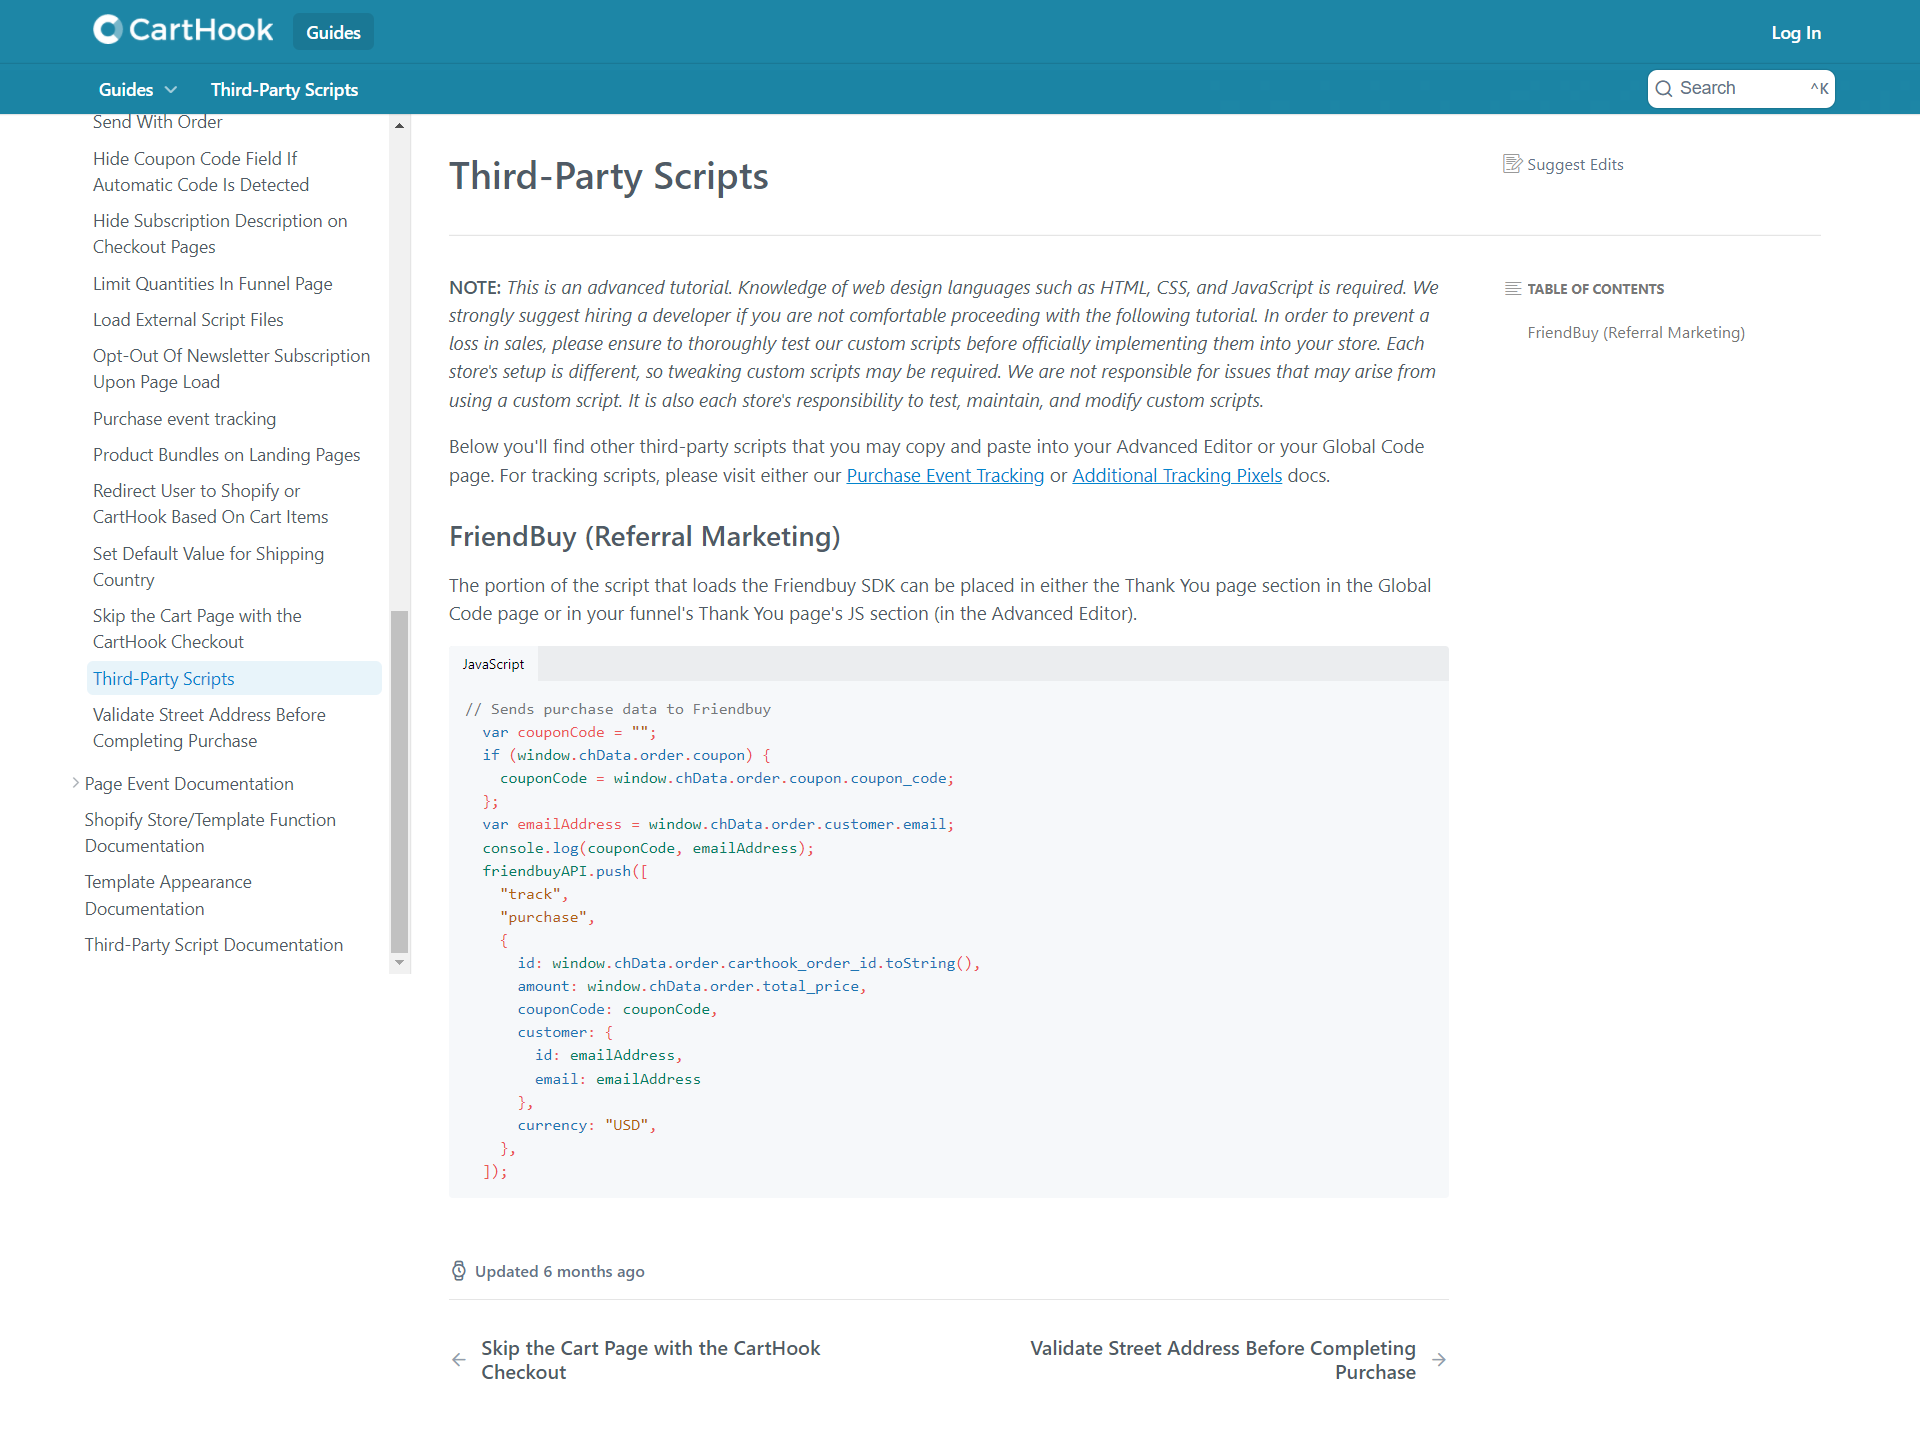 CartHook
Guides
Log In
Guides
Third-Party Scripts
Search
^K
Send With Order
Hide Coupon Code Field If
Automatic Code Is Detected
Hide Subscription Description on
Checkout Pages
Limit Quantities In Funnel Page
Load External Script Files
Opt-Out Of Newsletter Subscription
Upon Page Load
Purchase event tracking
Product Bundles on Landing Pages
Redirect User to Shopify or
CartHook Based On Cart Items
Set Default Value for Shipping
Country
Skip the Cart Page with the
CartHook Checkout
Third-Party Scripts
Validate Street Address Before
Completing Purchase
Page Event Documentation
Shopify Store/Template Function
Documentation
Template Appearance
Documentation
Third-Party Script Documentation
Third-Party Scripts
Suggest Edits
NOTE: This is an advanced tutorial. Knowledge of web design languages such as HTML, CSS, and JavaScript is required. We
strongly suggest hiring a developer if you are not comfortable proceeding with the following tutorial. In order to prevent a
loss in sales, please ensure to thoroughly test our custom scripts before officially implementing them into your store. Each
store's setup is different, so tweaking custom scripts may be required. We are not responsible for issues that may arise from
using a custom script. It is also each store's responsibility to test, maintain, and modify custom scripts.
Below you'll find other third-party scripts that you may copy and paste into your Advanced Editor or your Global Code
page. For tracking scripts, please visit either our Purchase Event Tracking or Additional Tracking Pixels docs.
FriendBuy (Referral Marketing)
The portion of the script that loads the Friendbuy SDK can be placed in either the Thank You page section in the Global
Code page or in your funnel's Thank You page's JS section (in the Advanced Editor).
JavaScript
// Sends purchase data to Friendbuy
var couponCode = "";
if (window.chData.order.coupon) {
couponCode = window.chData.order.coupon.coupon_code;
};
var emailAddress = window.chData.order.customer.email;
console.log(couponCode, emailAddress);
friendbuyAPI.push([
"track",
"purchase",
{
id: window.chData.order.carthook_order_id.toString(),
amount: window.chData.order.total_price,
couponCode: couponCode,
customer: {
id: emailAddress,
email: emailAddress
},
currency: "USD",
},
]);
Updated 6 months ago
Skip the Cart Page with the CartHook
Checkout
Validate Street Address Before Completing
Purchase
TABLE OF CONTENTS
FriendBuy (Referral Marketing)